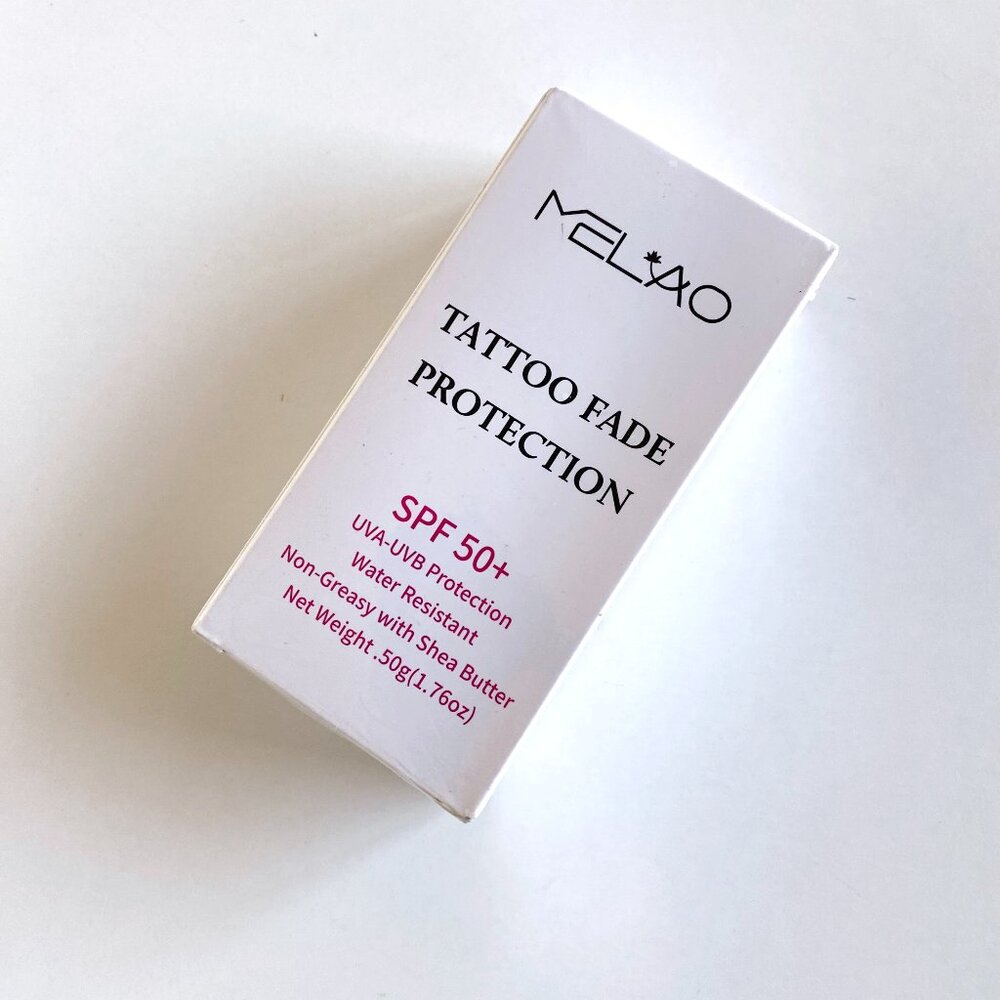 MELAO
TATTOO FADE
PROTECTION
SPF 50+
UVA-UVB Protection
Water Resistant
Non-Greasy with Shea Butter
Net Weight .50g(1.76oz)